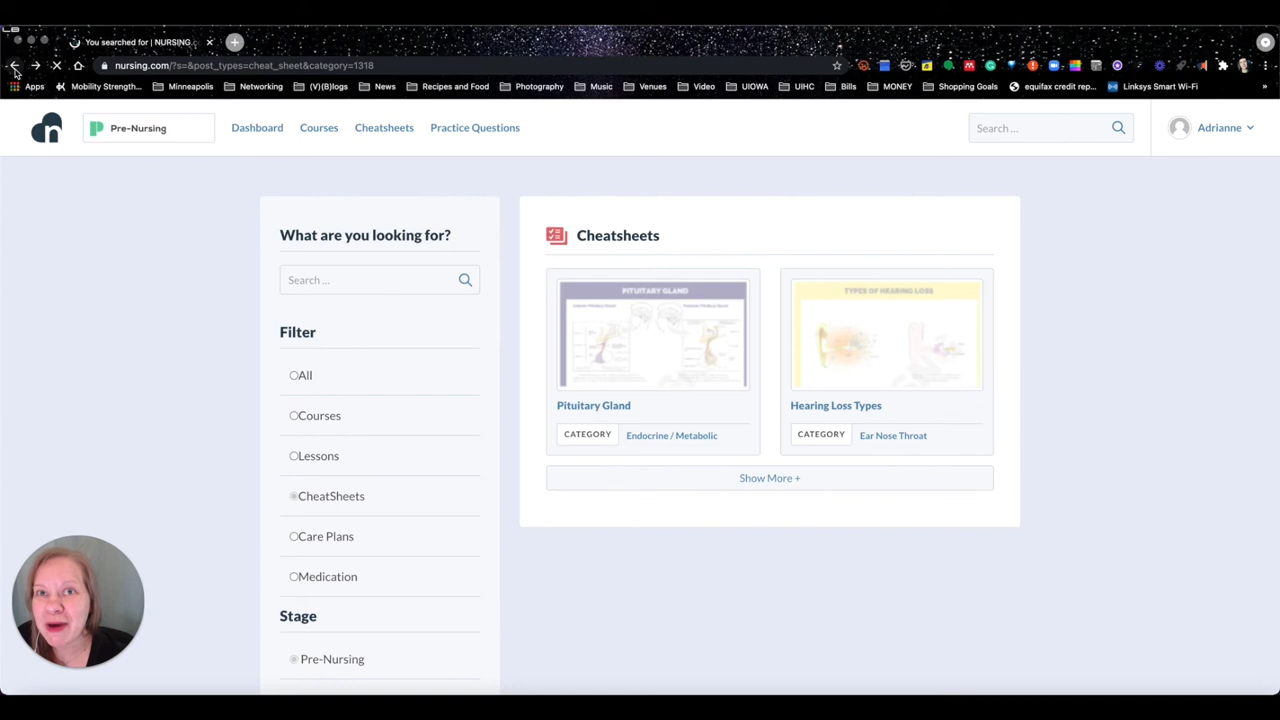 You searched for | NURSING.c
nursing.com/?s=&post_types=cheat_sheet&category=1318
Apps Mobility Strength... Minneapolis Networking (V)(B)logs News Recipes and Food Photography Music Venues Video UIOWA UIHC Bills MONEY Shopping Goals equifax credit rep... Linksys Smart Wi-Fi »
n Pre-Nursing Dashboard Courses Cheatsheets Practice Questions Search ... Adrianne
What are you looking for?
Search ...
Filter
All
Courses
Lessons
CheatSheets
Care Plans
Medication
Stage
Pre-Nursing
Cheatsheets
PITUITARY GLAND
Pituitary Gland
CATEGORY Endocrine / Metabolic
TYPES OF HEARING LOSS
Hearing Loss Types
CATEGORY Ear Nose Throat
Show More +